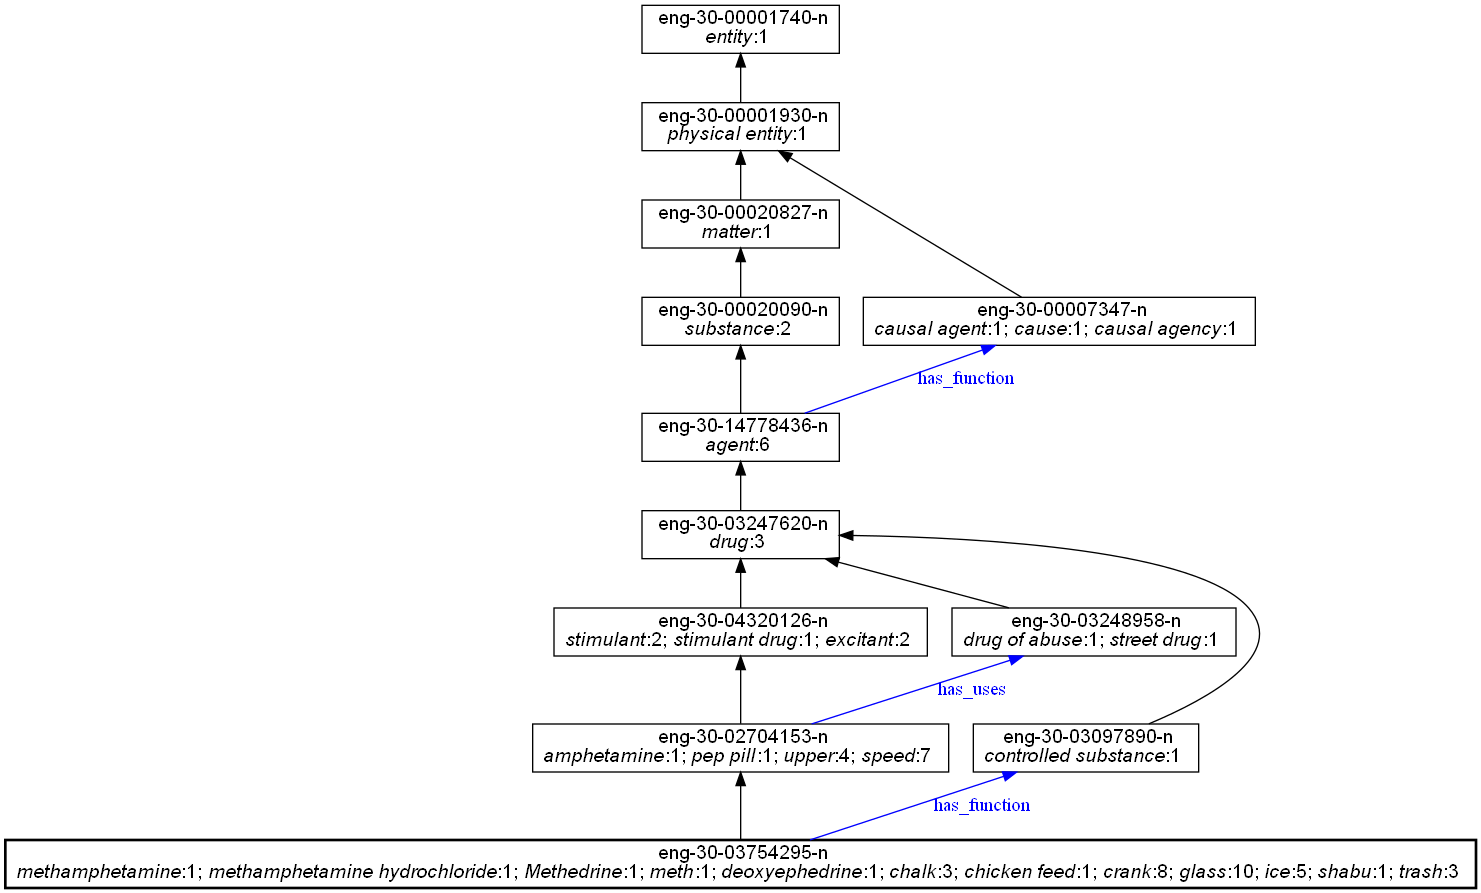 eng-30-00001740-n
entity:1
eng-30-00001930-n
physical entity:1
eng-30-00020827-n
matter:1
eng-30-00020090-n
substance:2
eng-30-00007347-n
causal agent:1; cause:1; causal agency:1
has_function
eng-30-14778436-n
agent:6
eng-30-03247620-n
drug:3
eng-30-04320126-n
stimulant:2; stimulant drug:1; excitant:2
eng-30-03248958-n
drug of abuse:1; street drug:1
has_uses
eng-30-02704153-n
amphetamine:1; pep pill:1; upper:4; speed:7
eng-30-03097890-n
controlled substance:1
has_function
eng-30-03754295-n
methamphetamine:1; methamphetamine hydrochloride:1; Methedrine:1; meth:1; deoxyephedrine:1; chalk:3; chicken feed:1; crank:8; glass:10; ice:5; shabu:1; trash:3